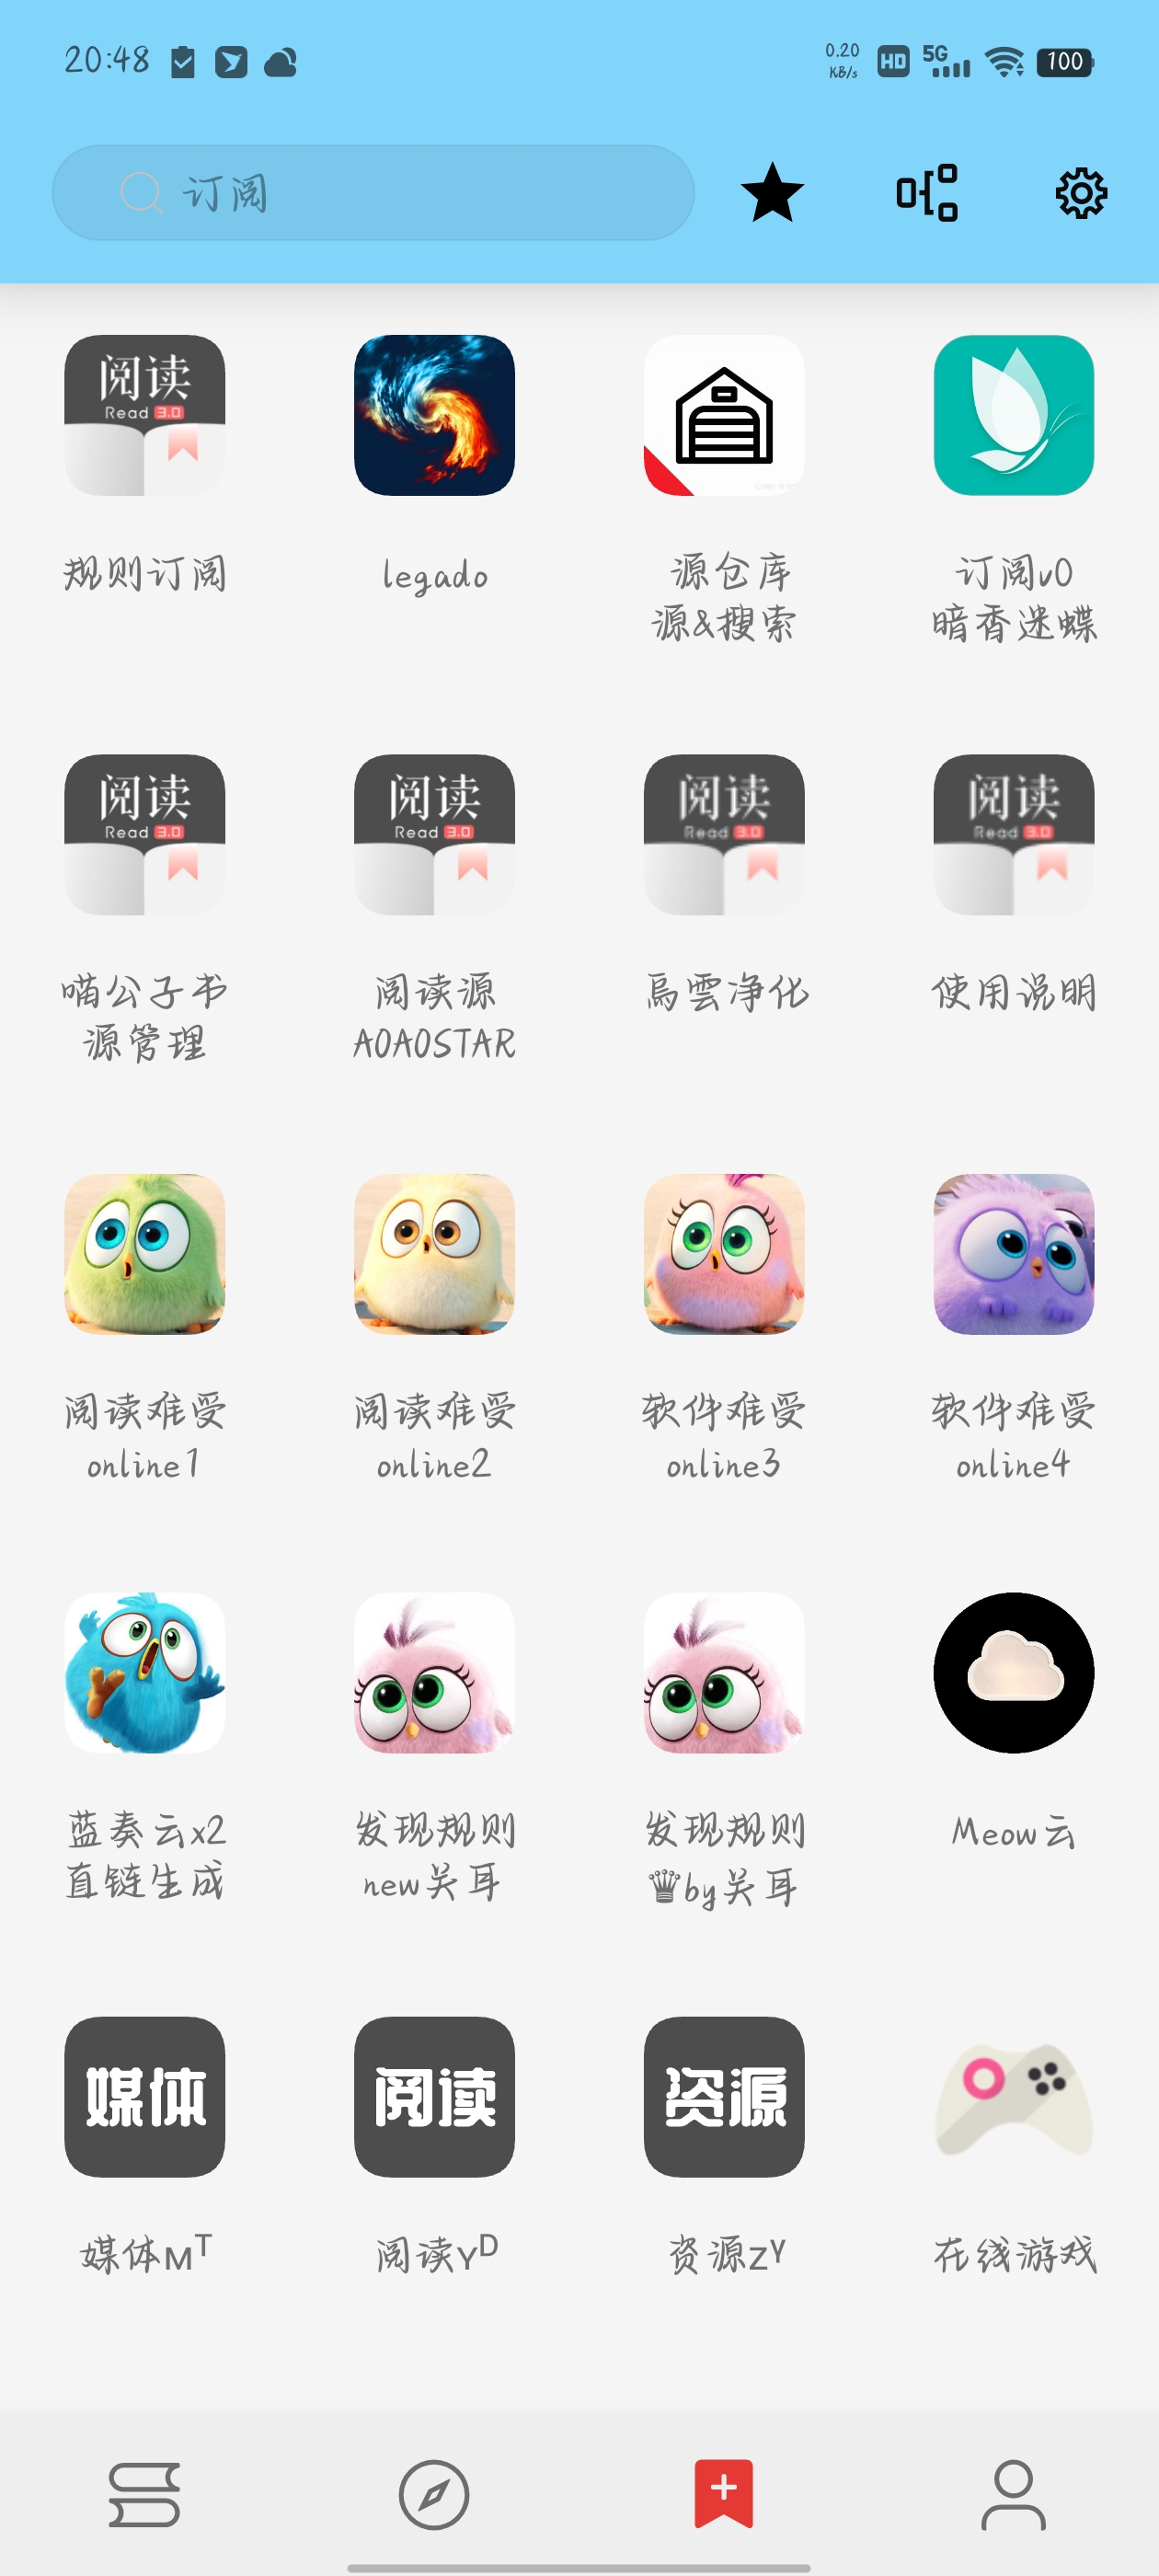 20:48
0.20
KB/s
HD
5G
100
订阅
阅读
Read 3.0
规则订阅
legado
源仓库
源&搜索
订阅v0
暗香迷蝶
阅读
Read 3.0
喵公子书
源管理
阅读
Read 3.0
阅读源
AOAOSTAR
阅读
Read 3.0
烏雲净化
阅读
Read 3.0
使用说明
阅读难受
online1
阅读难受
online2
软件难受
online3
软件难受
online4
蓝奏云x2
直链生成
发现规则
new关耳
发现规则
♛by关耳
Meow云
媒体
媒体ᴍᵀ
阅读
阅读ʏᴰ
资源
资源ᴢʸ
在线游戏